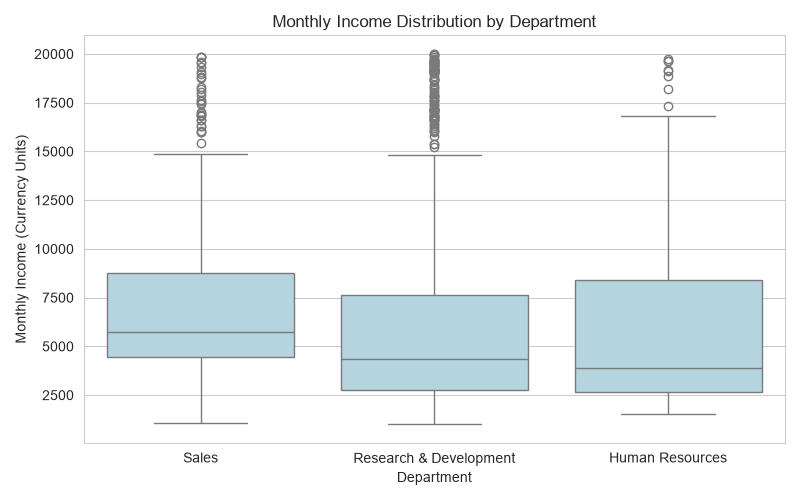 Monthly Income Distribution by Department
Monthly Income (Currency Units)
20000
17500
15000
12500
10000
7500
5000
2500
Sales
Research & Development
Human Resources
Department